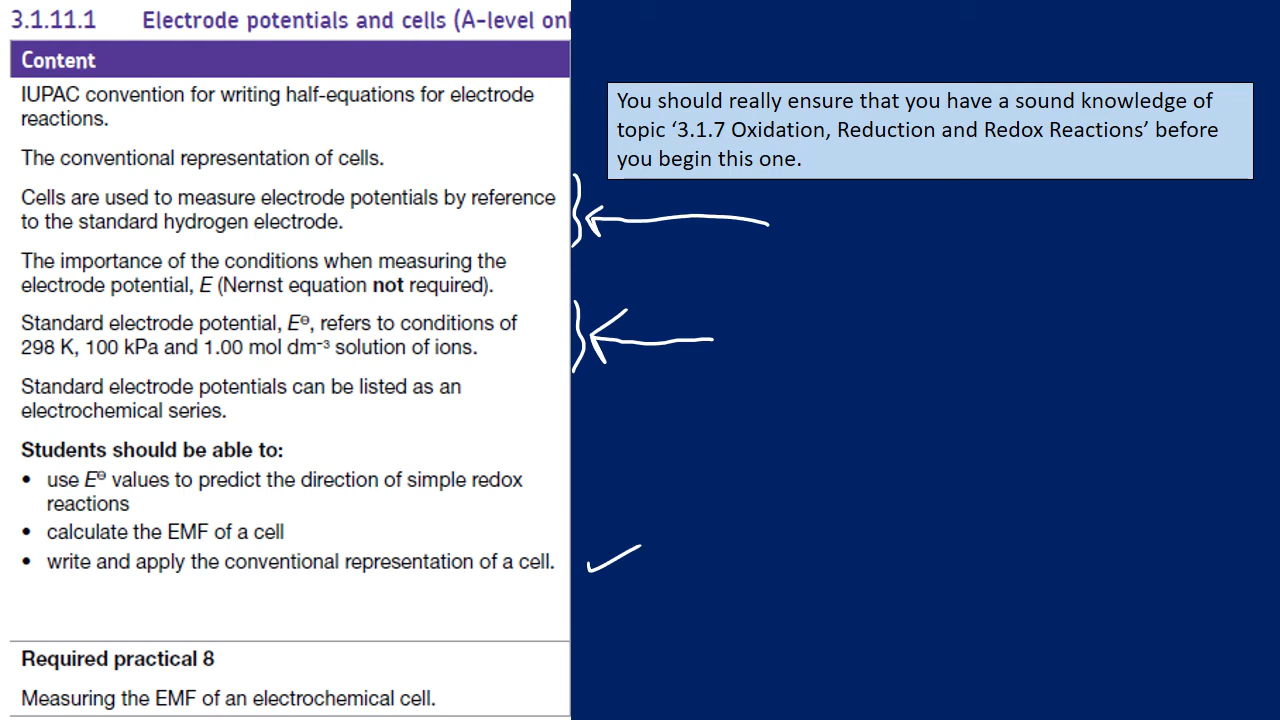 3.1.11.1 Electrode potentials and cells (A-level onl
Content
IUPAC convention for writing half-equations for electrode
reactions.
The conventional representation of cells.
Cells are used to measure electrode potentials by reference
to the standard hydrogen electrode.
The importance of the conditions when measuring the
electrode potential, E (Nernst equation not required).
Standard electrode potential, E⦵, refers to conditions of
298 K, 100 kPa and 1.00 mol dm⁻³ solution of ions.
Standard electrode potentials can be listed as an
electrochemical series.
Students should be able to:
• use E⦵ values to predict the direction of simple redox
reactions
• calculate the EMF of a cell
• write and apply the conventional representation of a cell.
Required practical 8
Measuring the EMF of an electrochemical cell.
You should really ensure that you have a sound knowledge of
topic ‘3.1.7 Oxidation, Reduction and Redox Reactions’ before
you begin this one.